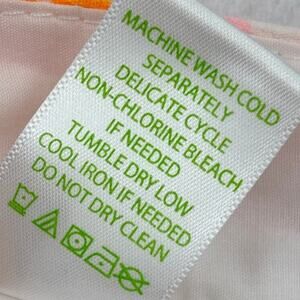 MACHINE WASH COLD
SEPARATELY
DELICATE CYCLE
NON-CHLORINE BLEACH
IF NEEDED
TUMBLE DRY LOW
COOL IRON IF NEEDED
DO NOT DRY CLEAN